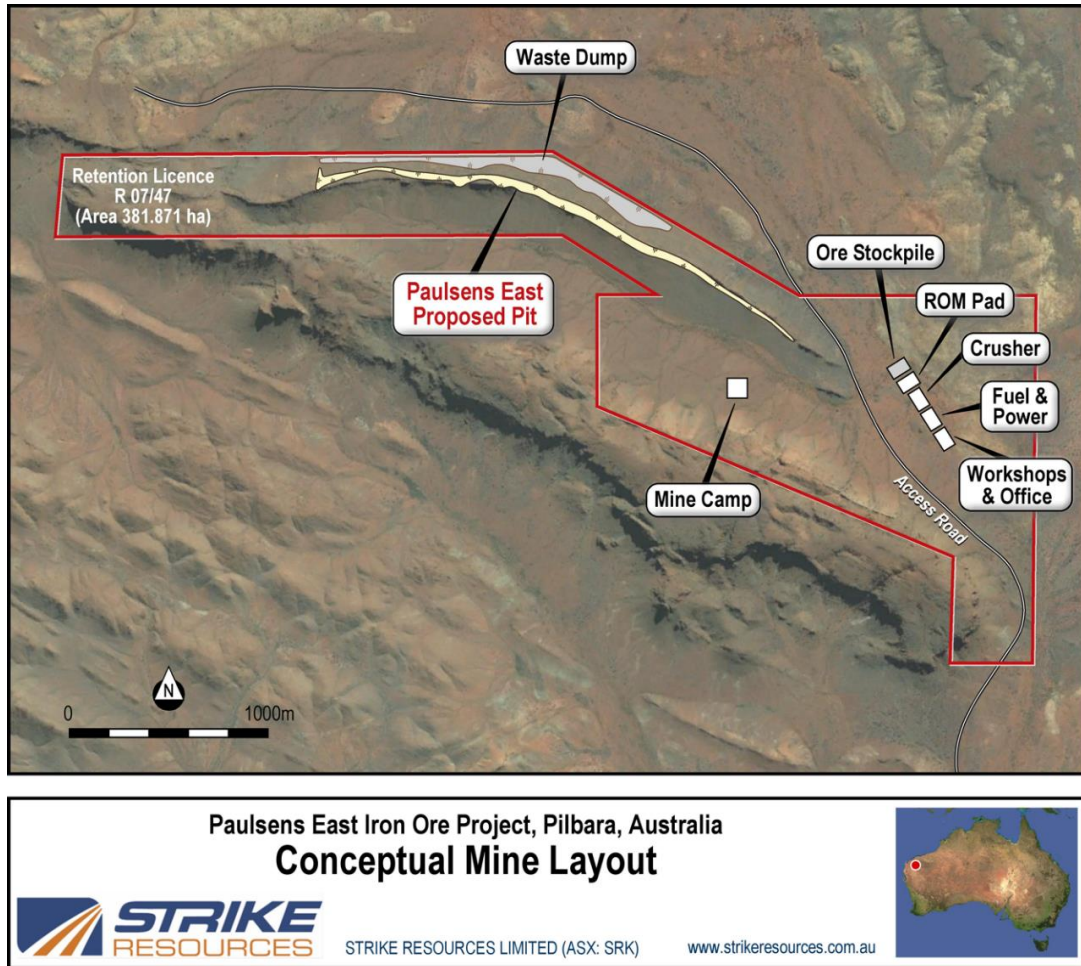 Waste Dump
Retention Licence
R 07/47
(Area 381.871 ha)
Ore Stockpile
Paulsens East
Proposed Pit
ROM Pad
Crusher
Fuel &
Power
Mine Camp
Workshops
& Office
Access Road
N
0 1000m
Paulsens East Iron Ore Project, Pilbara, Australia
Conceptual Mine Layout
STRIKE
RESOURCES
STRIKE RESOURCES LIMITED (ASX: SRK) www.strikeresources.com.au